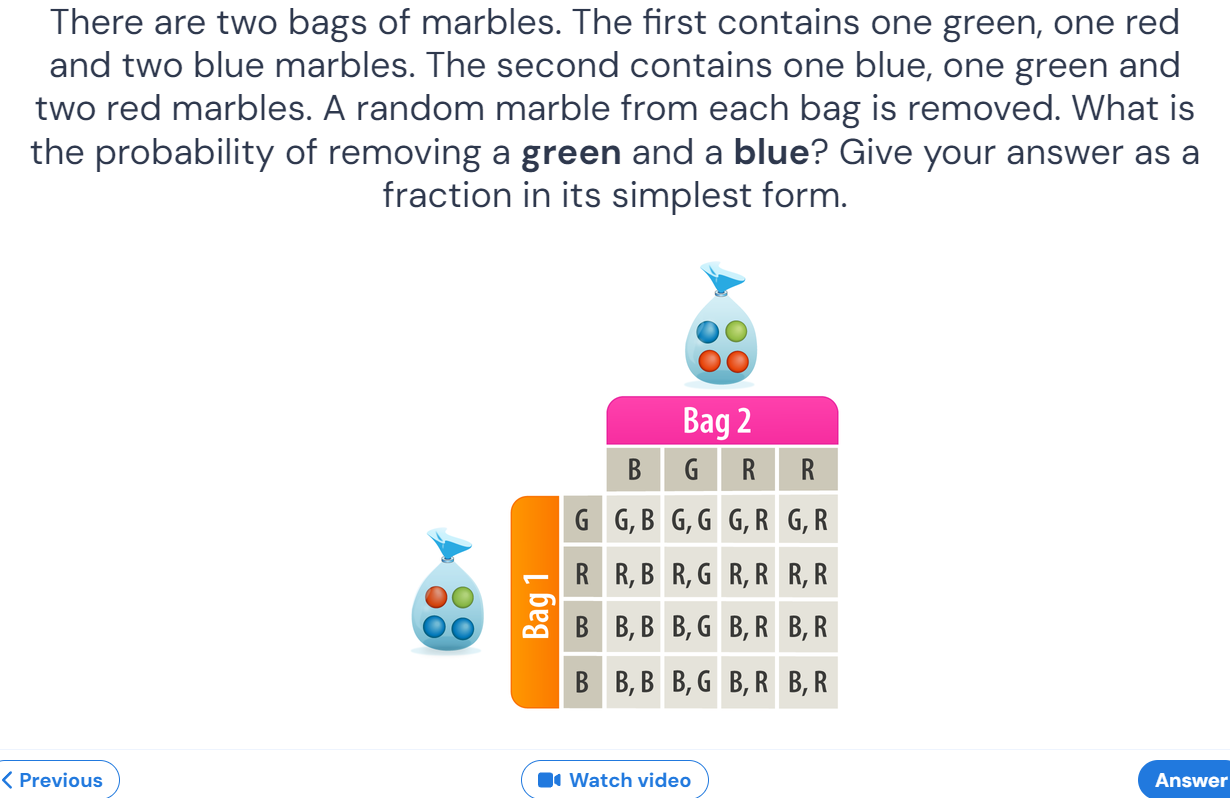 There are two bags of marbles. The first contains one green, one red
and two blue marbles. The second contains one blue, one green and
two red marbles. A random marble from each bag is removed. What is
the probability of removing a green and a blue? Give your answer as a
fraction in its simplest form.
Bag 2
B G R R
Bag 1
G G, B G, G G, R G, R
R R, B R, G R, R R, R
B B, B B, G B, R B, R
B B, B B, G B, R B, R
Previous
Watch video
Answer